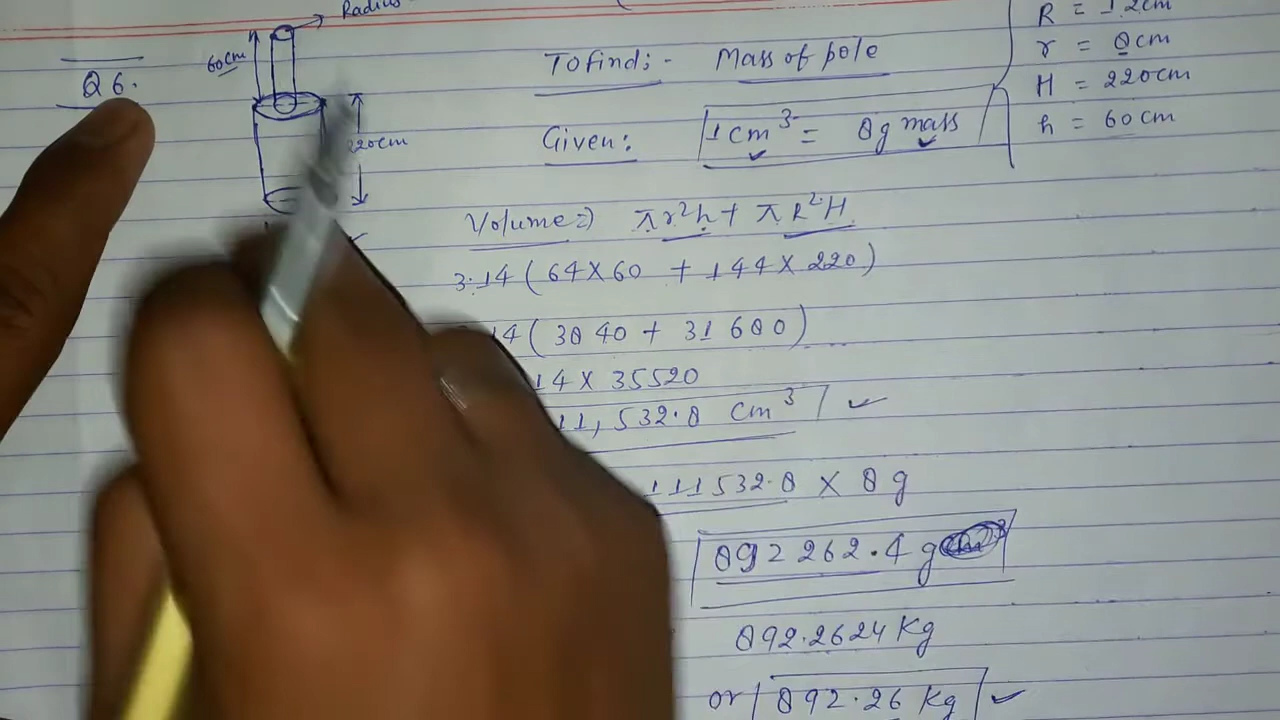 Radius
R = 12cm
r = 8cm
H = 220cm
h = 60cm
Q6.
60cm
220cm
To find:- Mass of pole
Given: 1 cm³ = 8g mass
Volume => πr²h + πR²H
3.14 (64 X 60 + 144 X 220)
14 (3840 + 31680)
14 X 35520
11,532.8 cm³
111532.8 X 8g
892262.4 g
892.2624 Kg
or 892.26 Kg